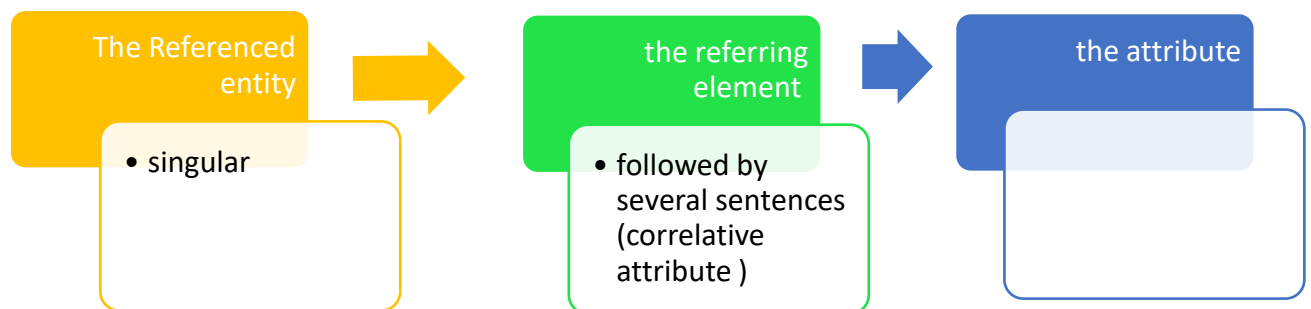 The Referenced
entity
• singular
the referring
element
• followed by
several sentences
(correlative
attribute )
the attribute